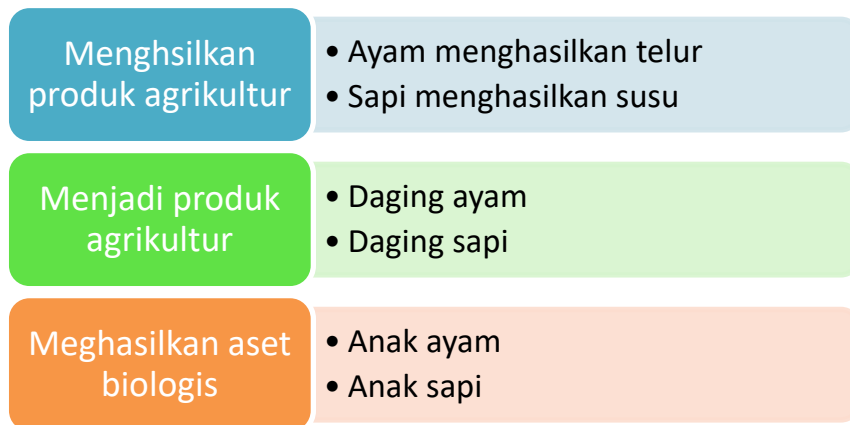 Menghsilkan
produk agrikultur
• Ayam menghasilkan telur
• Sapi menghasilkan susu
Menjadi produk
agrikultur
• Daging ayam
• Daging sapi
Meghasilkan aset
biologis
• Anak ayam
• Anak sapi